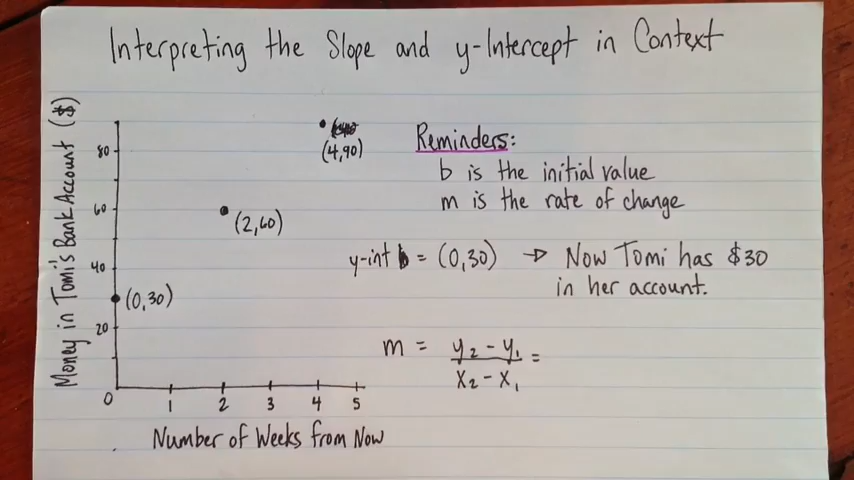 Interpreting the Slope and y-Intercept in Context
Money in Tomi's Bank Account ($)
80
60
40
20
0
1 2 3 4 5
Number of Weeks from Now
(4,90)
(2,60)
(0,30)
Reminders:
b is the initial value
m is the rate of change
y-int b = (0,30) → Now Tomi has $30
in her account.
m = y₂ - y₁ =
x₂ - x₁